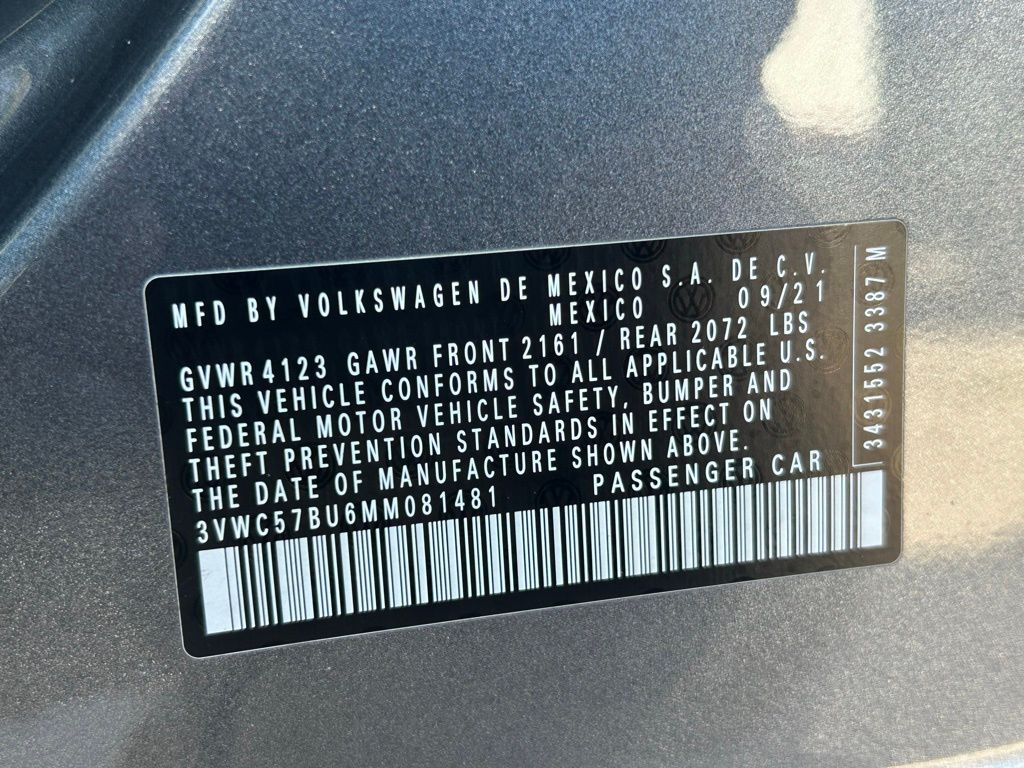 MFD BY VOLKSWAGEN DE MEXICO S.A. DE C.V.
MEXICO 09/21
GVWR 4123 GAWR FRONT 2161 / REAR 2072 LBS
THIS VEHICLE CONFORMS TO ALL APPLICABLE U.S.
FEDERAL MOTOR VEHICLE SAFETY, BUMPER AND
THEFT PREVENTION STANDARDS IN EFFECT ON
THE DATE OF MANUFACTURE SHOWN ABOVE.
3VWC57BU6MM081481 PASSENGER CAR
3431552 3387 M